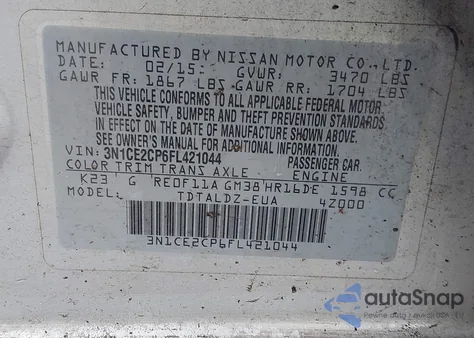 MANUFACTURED BY NISSAN MOTOR CO., LTD.
02/15 GVWR: 3470 LBS
GAWR FR: 1867 LBS GAWR RR: 1704 LBS
THIS VEHICLE CONFORMS TO ALL APPLICABLE FEDERAL MOTOR
VEHICLE SAFETY, BUMPER AND THEFT PREVENTION STANDARDS
IN EFFECT ON THE DATE OF MANUFACTURE SHOWN ABOVE.
SEE OWNER'S MANUAL FOR ADDITIONAL INFORMATION.
VIN: 3N1CE2CP6FL421044 PASSENGER CAR.
COLOR TRIM TRANS AXLE ENGINE
K23 G RE0F11A GM38 HR16DE 1598 CC
MODEL: TDTALDZ-EUA 4Z000
3N1CE2CP6FL421044
autoSnap